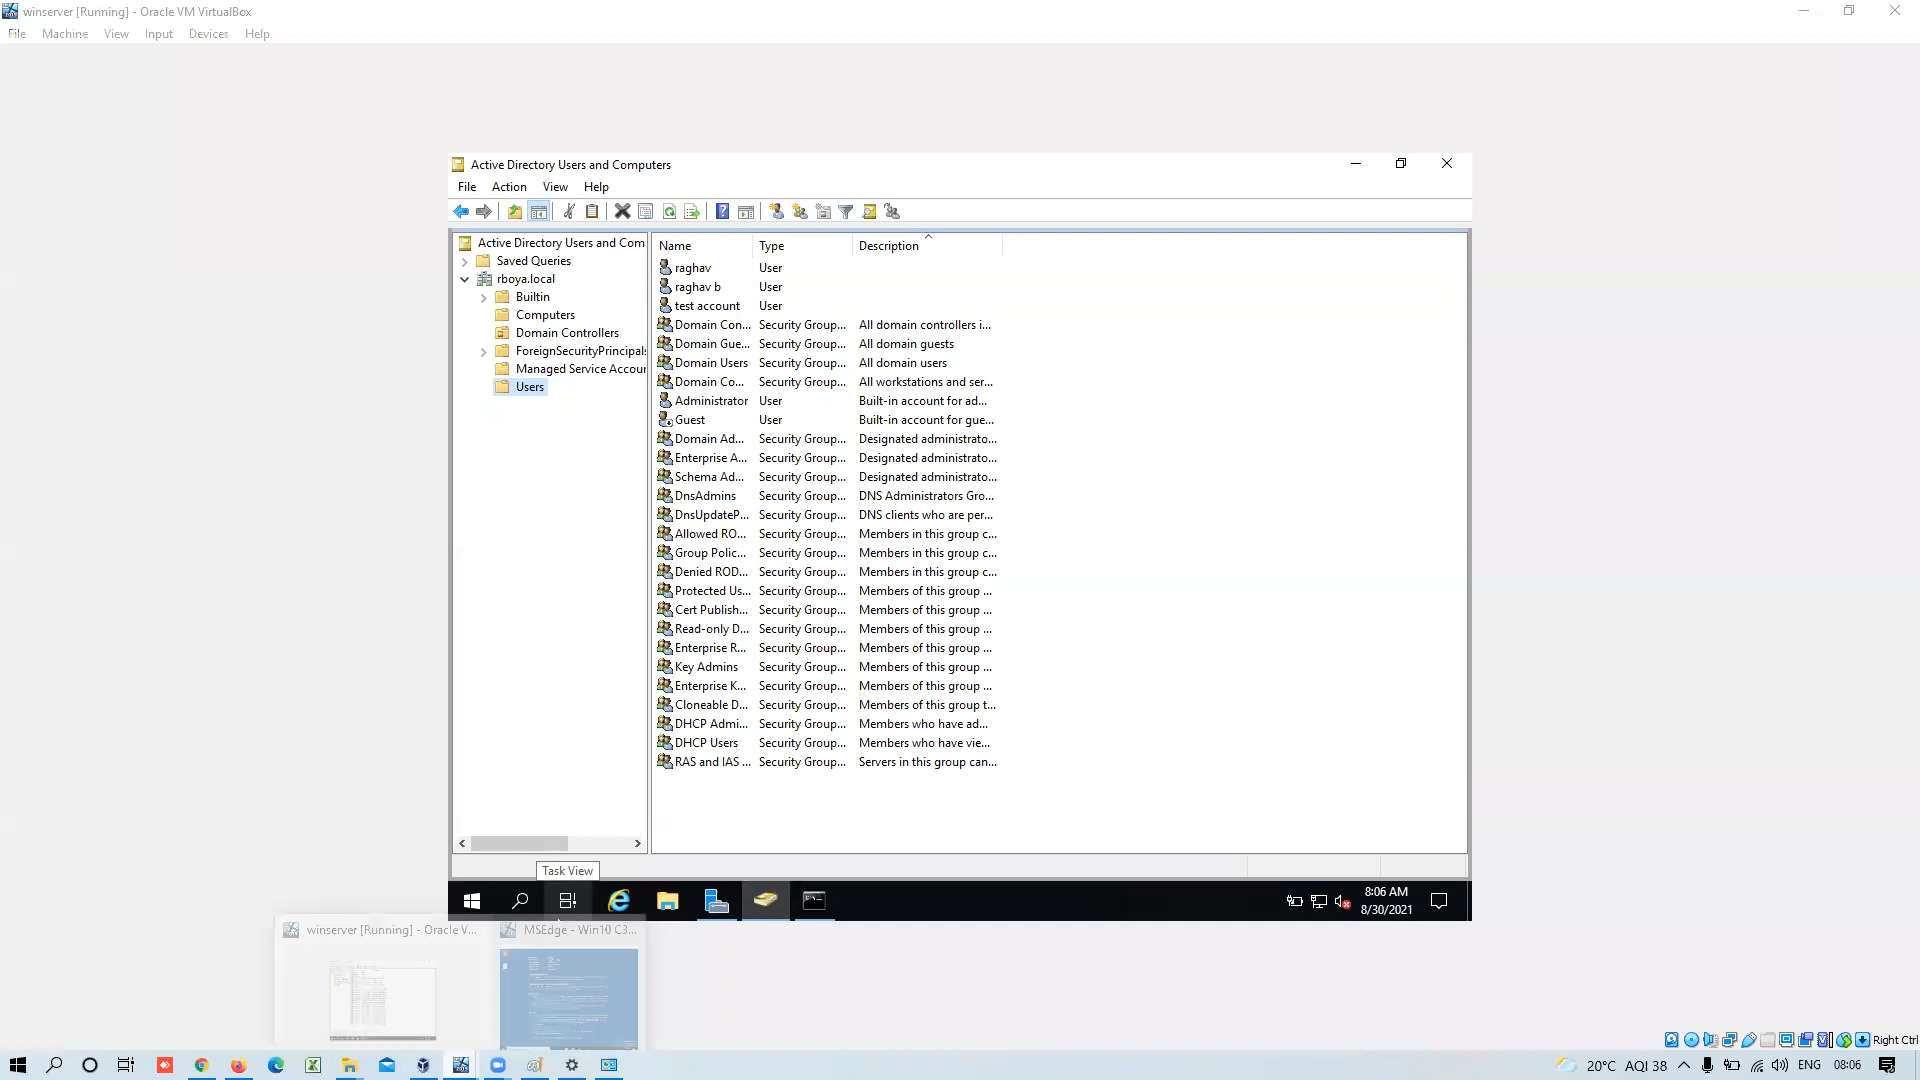 winserver [Running] - Oracle VM VirtualBox
File Machine View Input Devices Help
Active Directory Users and Computers
File Action View Help
Active Directory Users and Com
Saved Queries
rboya.local
Builtin
Computers
Domain Controllers
ForeignSecurityPrincipals
Managed Service Accour
Users
Name Type Description
raghav User
raghav b User
test account User
Domain Con... Security Group... All domain controllers i...
Domain Gue... Security Group... All domain guests
Domain Users Security Group... All domain users
Domain Co... Security Group... All workstations and ser...
Administrator User Built-in account for ad...
Guest User Built-in account for gue...
Domain Ad... Security Group... Designated administrato...
Enterprise A... Security Group... Designated administrato...
Schema Ad... Security Group... Designated administrato...
DnsAdmins Security Group... DNS Administrators Gro...
DnsUpdateP... Security Group... DNS clients who are per...
Allowed RO... Security Group... Members in this group c...
Group Polic... Security Group... Members in this group c...
Denied ROD... Security Group... Members in this group c...
Protected Us... Security Group... Members of this group ...
Cert Publish... Security Group... Members of this group ...
Read-only D... Security Group... Members of this group ...
Enterprise R... Security Group... Members of this group ...
Key Admins Security Group... Members of this group ...
Enterprise K... Security Group... Members of this group ...
Cloneable D... Security Group... Members of this group t...
DHCP Admi... Security Group... Members who have ad...
DHCP Users Security Group... Members who have vie...
RAS and IAS ... Security Group... Servers in this group can...
Task View
8:06 AM
8/30/2021
winserver [Running] - Oracle V... MSEdge - Win10 C3...
Right Ctrl
20°C AQI 38 ENG 08:06